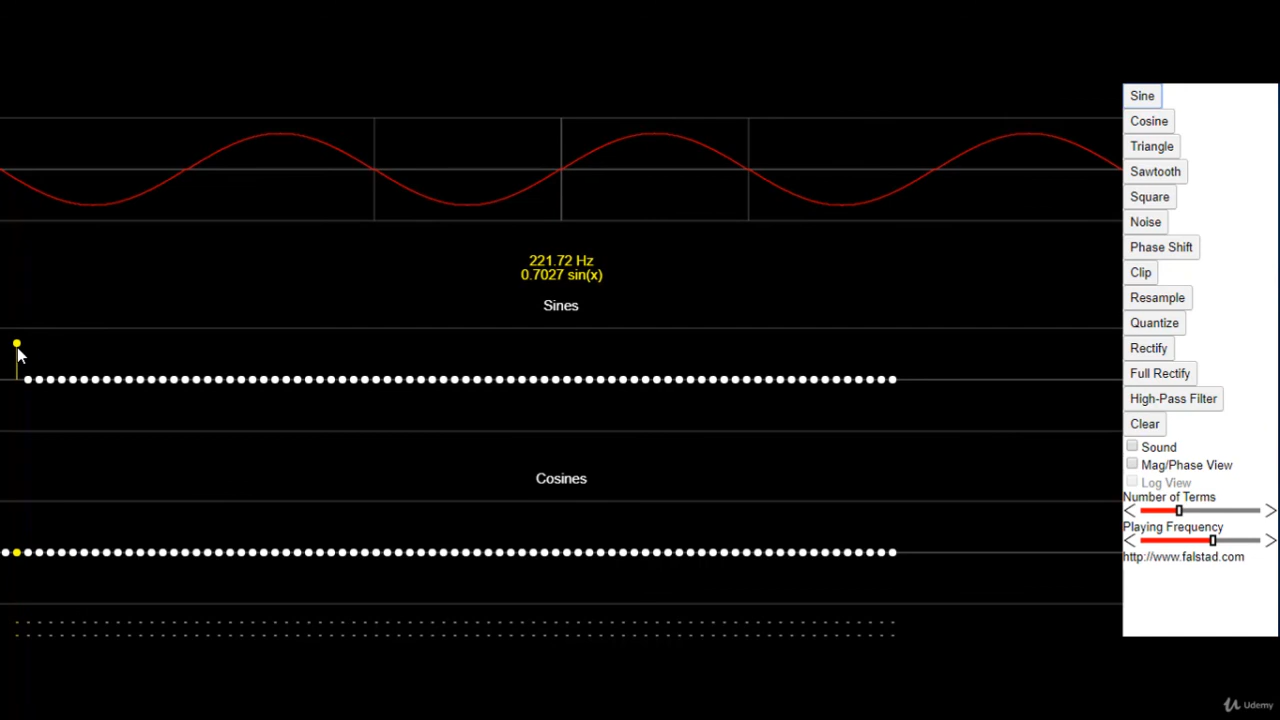 221.72 Hz
0.7027 sin(x)
Sines
Cosines
Sine
Cosine
Triangle
Sawtooth
Square
Noise
Phase Shift
Clip
Resample
Quantize
Rectify
Full Rectify
High-Pass Filter
Clear
Sound
Mag/Phase View
Log View
Number of Terms
Playing Frequency
http://www.falstad.com
Udemy